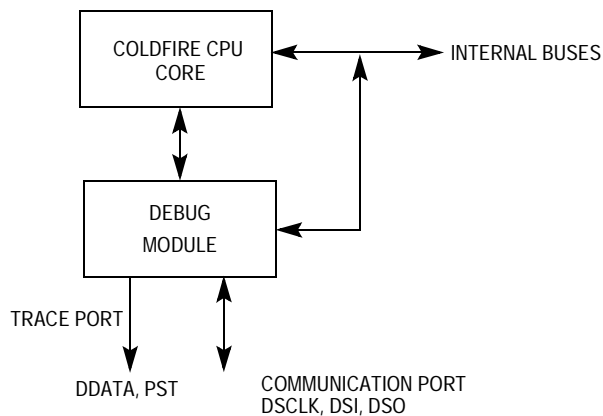 COLDFIRE CPU
CORE
INTERNAL BUSES
DEBUG
MODULE
TRACE PORT
DDATA, PST
COMMUNICATION PORT
DSCLK, DSI, DSO